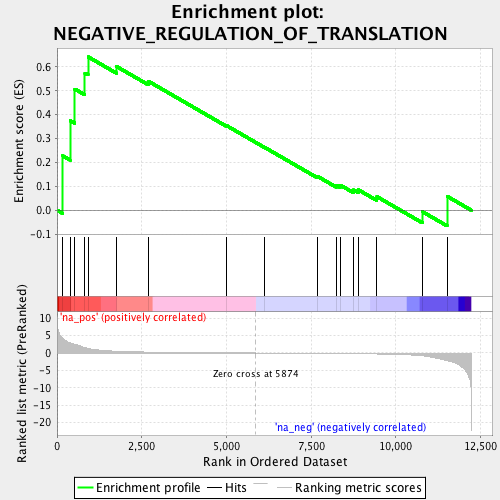 Enrichment plot:
NEGATIVE_REGULATION_OF_TRANSLATION
Enrichment score (ES)
0.6
0.5
0.4
0.3
0.2
0.1
0.0
-0.1
'na_pos' (positively correlated)
Ranked list metric (PreRanked)
10
5
0
-5
-10
-15
-20
Zero cross at 5874
'na_neg' (negatively correlated)
0
2,500
5,000
7,500
10,000
12,500
Rank in Ordered Dataset
Enrichment profile
Hits
Ranking metric scores